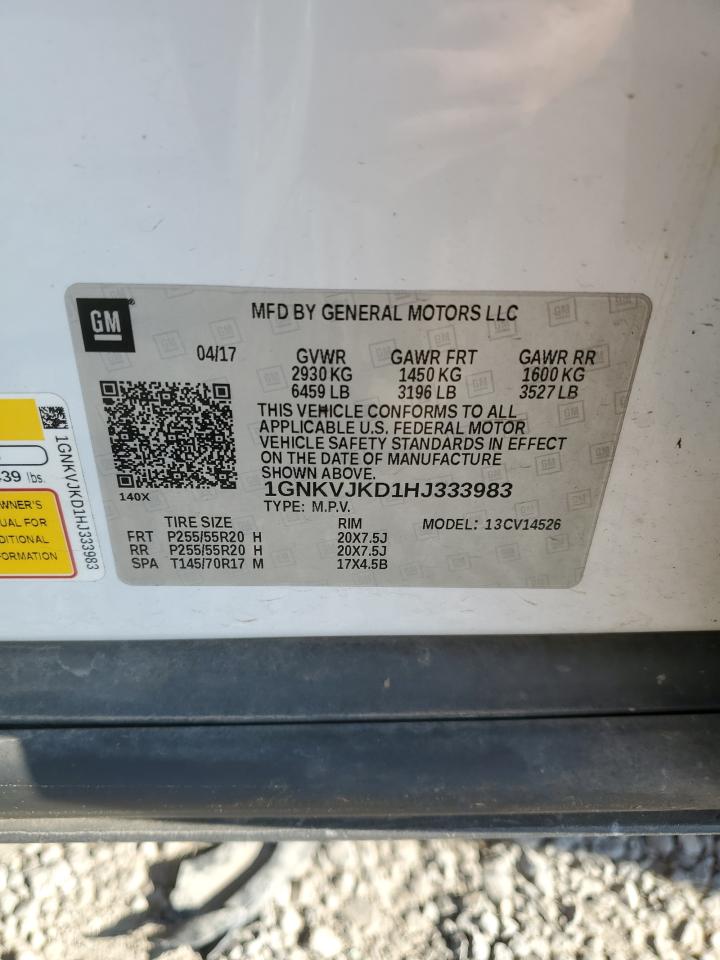 GM
MFD BY GENERAL MOTORS LLC
04/17
GVWR GAWR FRT GAWR RR
2930 KG 1450 KG 1600 KG
6459 LB 3196 LB 3527 LB
THIS VEHICLE CONFORMS TO ALL
APPLICABLE U.S. FEDERAL MOTOR
VEHICLE SAFETY STANDARDS IN EFFECT
ON THE DATE OF MANUFACTURE
SHOWN ABOVE.
140X
1GNKVJKD1HJ333983
TYPE: M.P.V.
TIRE SIZE RIM MODEL: 13CV14526
FRT P255/55R20 H 20X7.5J
RR P255/55R20 H 20X7.5J
SPA T145/70R17 M 17X4.5B
1GNKVJKD1HJ333983
39 lbs.
WNER'S
UAL FOR
DITIONAL
FORMATION